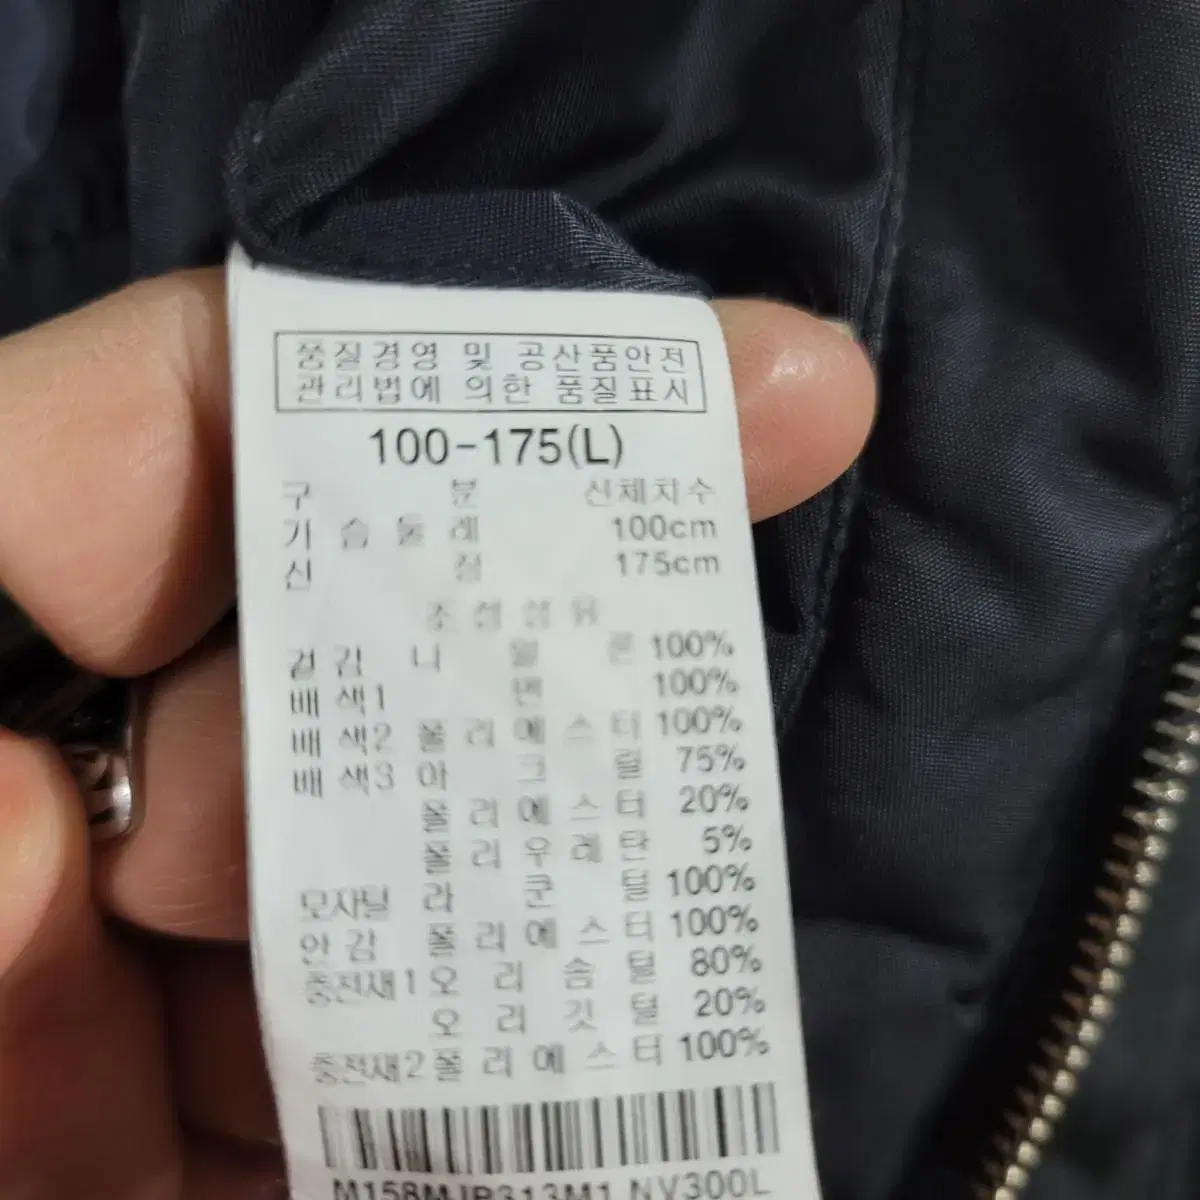 품질경영 및 공산품안전
관리법에 의한 품질표시
100-175(L)
구 분 신체치수
가 슴 둘 레 100cm
신 장 175cm
조 성 섬 유
겉 감 니 일 론 100%
배 색1 면 100%
배 색2 폴 리 에 스 터 100%
배 색3 아 크 릴 75%
폴 리 에 스 터 20%
폴 리 우 레 탄 5%
모자털 라 쿤 털 100%
안 감 폴 리 에 스 터 100%
충전재1 오 리 솜 털 80%
오 리 깃 털 20%
충전재2 폴 리 에 스 터 100%
M158MJP313M1 NV300L